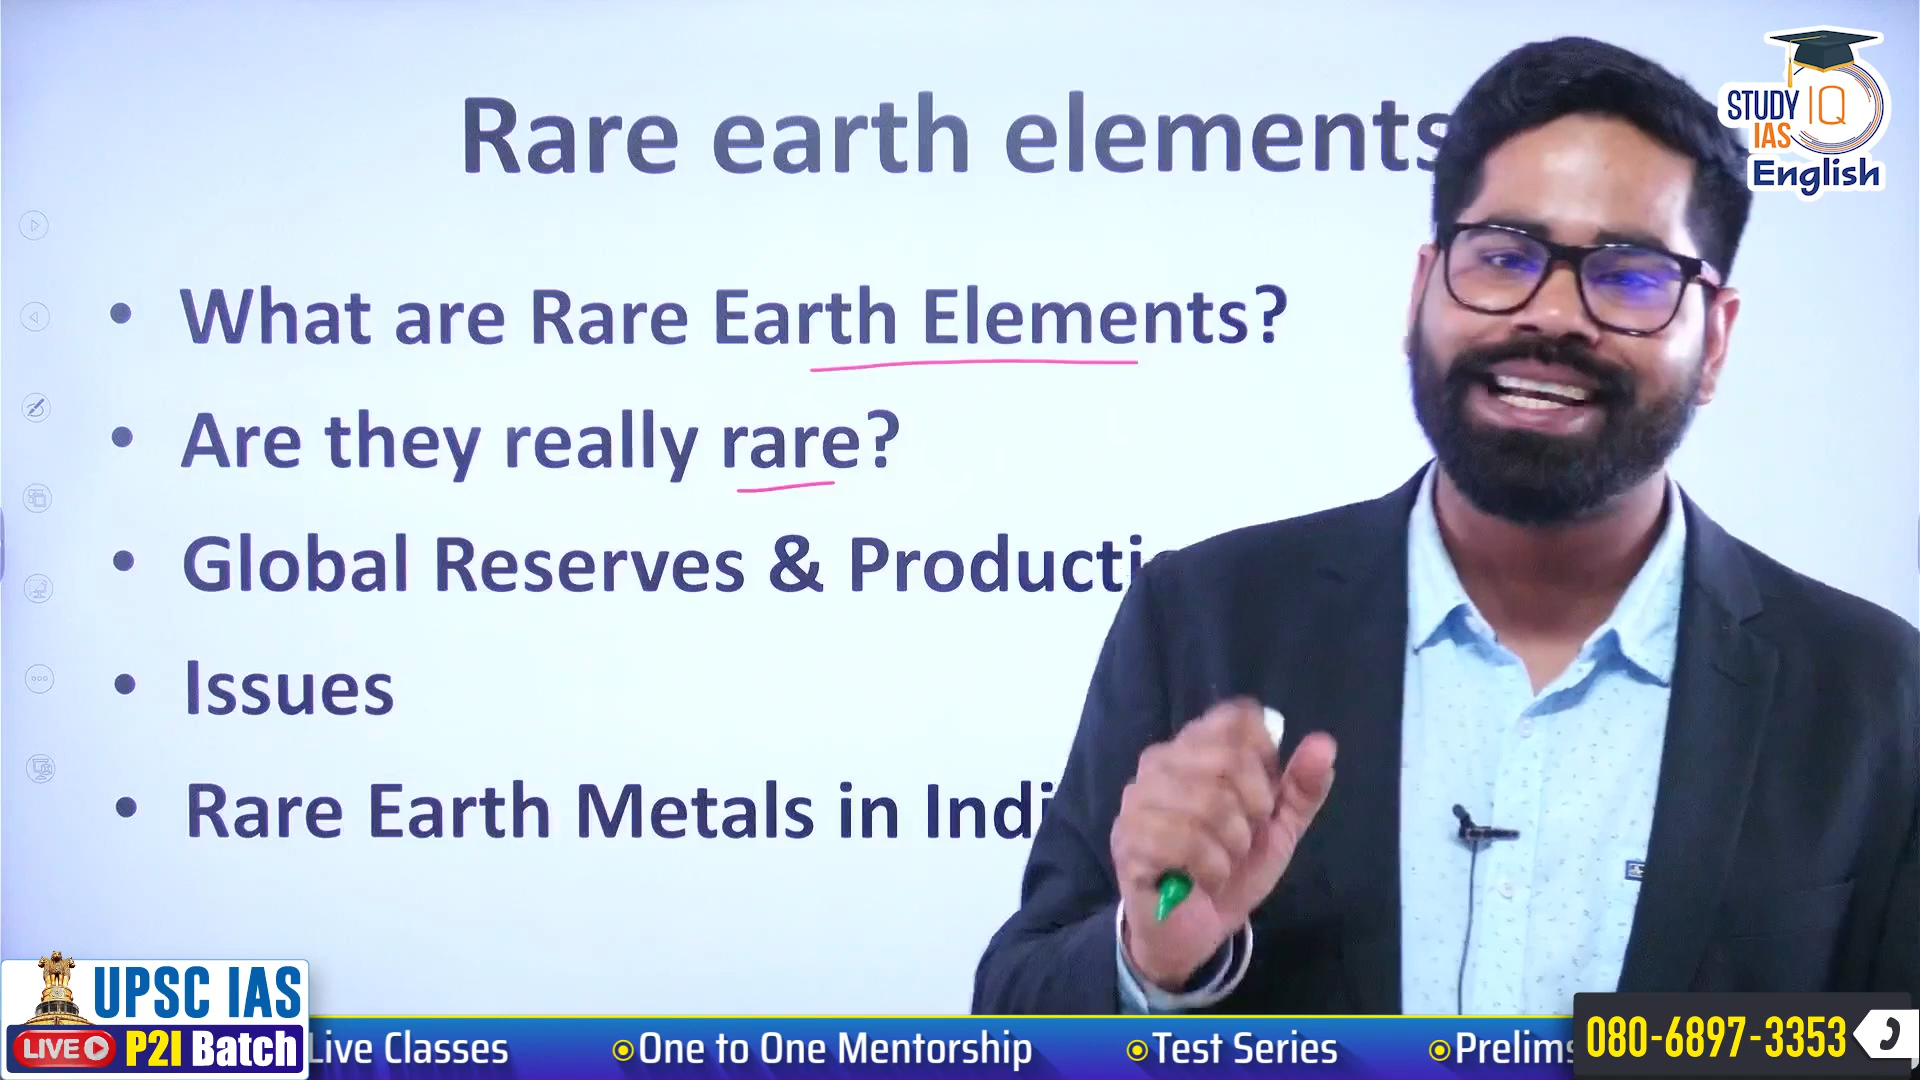 Rare earth elements
STUDY IQ
IAS
English
• What are Rare Earth Elements?
• Are they really rare?
• Global Reserves & Producti
• Issues
• Rare Earth Metals in Indi
UPSC IAS
LIVE P2I Batch
Live Classes
One to One Mentorship
Test Series
Prelims
080-6897-3353